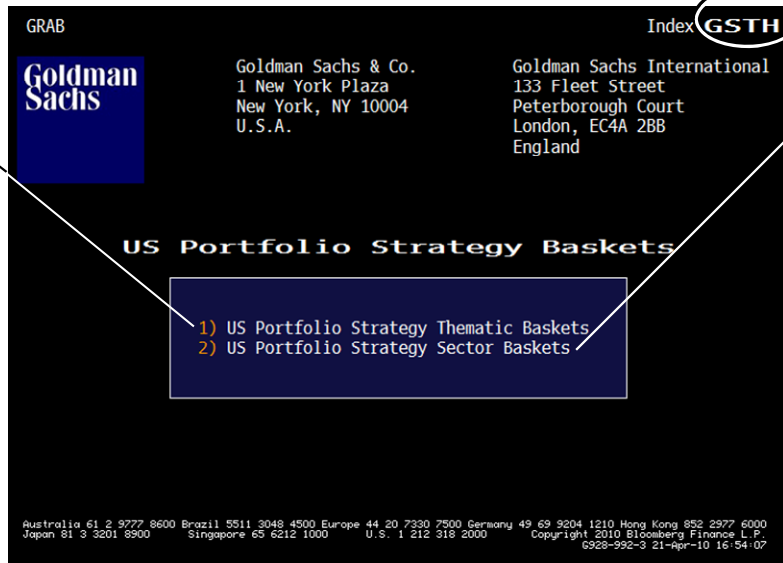 GRAB
Index GSTH
Goldman
Sachs
Goldman Sachs & Co.
1 New York Plaza
New York, NY 10004
U.S.A.
Goldman Sachs International
133 Fleet Street
Peterborough Court
London, EC4A 2BB
England
US Portfolio Strategy Baskets
1) US Portfolio Strategy Thematic Baskets
2) US Portfolio Strategy Sector Baskets
Australia 61 2 9777 8600 Brazil 5511 3048 4500 Europe 44 20 7330 7500 Germany 49 69 9204 1210 Hong Kong 852 2977 6000
Japan 81 3 3201 8900 Singapore 65 6212 1000 U.S. 1 212 318 2000 Copyright 2010 Bloomberg Finance L.P.
G928-992-3 21-Apr-10 16:54:07